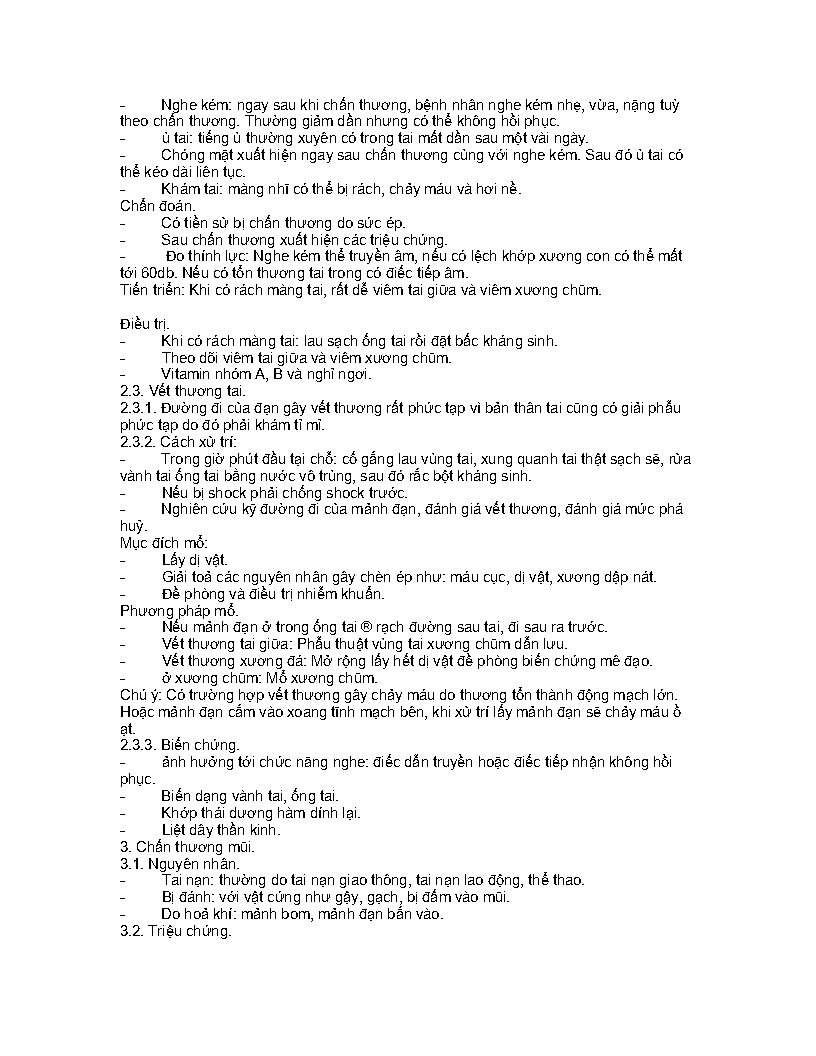 - Nghe kém: ngay sau khi chấn thương, bệnh nhân nghe kém nhẹ, vừa, nặng tuỳ
theo chấn thương. Thường giảm dần nhưng có thể không hồi phục.
- ù tai: tiếng ù thường xuyên có trong tai mất dần sau một vài ngày.
- Chóng mặt xuất hiện ngay sau chấn thương cùng với nghe kém. Sau đó ù tai có
thể kéo dài liên tục.
- Khám tai: màng nhĩ có thể bị rách, chảy máu và hơi nề.
Chẩn đoán.
- Có tiền sử bị chấn thương do sức ép.
- Sau chấn thương xuất hiện các triệu chứng.
- Đo thính lực: Nghe kém thể truyền âm, nếu có lệch khớp xương con có thể mất
tới 60db. Nếu có tổn thương tai trong có điếc tiếp âm.
Tiến triển: Khi có rách màng tai, rất dễ viêm tai giữa và viêm xương chũm.
Điều trị.
- Khi có rách màng tai: lau sạch ống tai rồi đặt bấc kháng sinh.
- Theo dõi viêm tai giữa và viêm xương chũm.
- Vitamin nhóm A, B và nghỉ ngơi.
2.3. Vết thương tai.
2.3.1. Đường đi của đạn gây vết thương rất phức tạp vì bản thân tai cũng có giải phẫu
phức tạp do đó phải khám tỉ mỉ.
2.3.2. Cách xử trí:
- Trong giờ phút đầu tại chỗ: cố gắng lau vùng tai, xung quanh tai thật sạch sẽ, rửa
vành tai ống tai bằng nước vô trùng, sau đó rắc bột kháng sinh.
- Nếu bị shock phải chống shock trước.
- Nghiên cứu kỹ đường đi của mảnh đạn, đánh giá vết thương, đánh giá mức phá
huỷ.
Mục đích mổ:
- Lấy dị vật.
- Giải toả các nguyên nhân gây chèn ép như: máu cục, dị vật, xương dập nát.
- Đề phòng và điều trị nhiễm khuẩn.
Phương pháp mổ.
- Nếu mảnh đạn ở trong ống tai ® rạch đường sau tai, đi sau ra trước.
- Vết thương tai giữa: Phẫu thuật vùng tai xương chũm dẫn lưu.
- Vết thương xương đá: Mở rộng lấy hết dị vật đề phòng biến chứng mê đạo.
- ở xương chũm: Mổ xương chũm.
Chú ý: Có trường hợp vết thương gây chảy máu do thương tổn thành động mạch lớn.
Hoặc mảnh đạn cấm vào xoang tĩnh mạch bên, khi xử trí lấy mảnh đạn sẽ chảy máu ồ
ạt.
2.3.3. Biến chứng.
- ảnh hưởng tới chức năng nghe: điếc dẫn truyền hoặc điếc tiếp nhận không hồi
phục.
- Biến dạng vành tai, ống tai.
- Khớp thái dương hàm dính lại.
- Liệt dây thần kinh.
3. Chấn thương mũi.
3.1. Nguyên nhân.
- Tai nạn: thường do tai nạn giao thông, tai nạn lao động, thể thao.
- Bị đánh: với vật cứng như gậy, gạch, bị đấm vào mũi.
- Do hoả khí: mảnh bom, mảnh đạn bắn vào.
3.2. Triệu chứng.